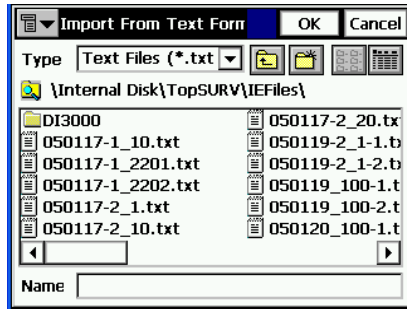 Import From Text Form
OK
Cancel
Type
Text Files (*.txt
\Internal Disk\TopSURV\IEFiles\
DI3000
050117-1_10.txt
050117-1_2201.txt
050117-1_2202.txt
050117-2_1.txt
050117-2_10.txt
050117-2_20.tx
050119-2_1-1.t
050119-2_1-2.t
050119_100-1.t
050119_100-2.t
050120_100-1.t
Name